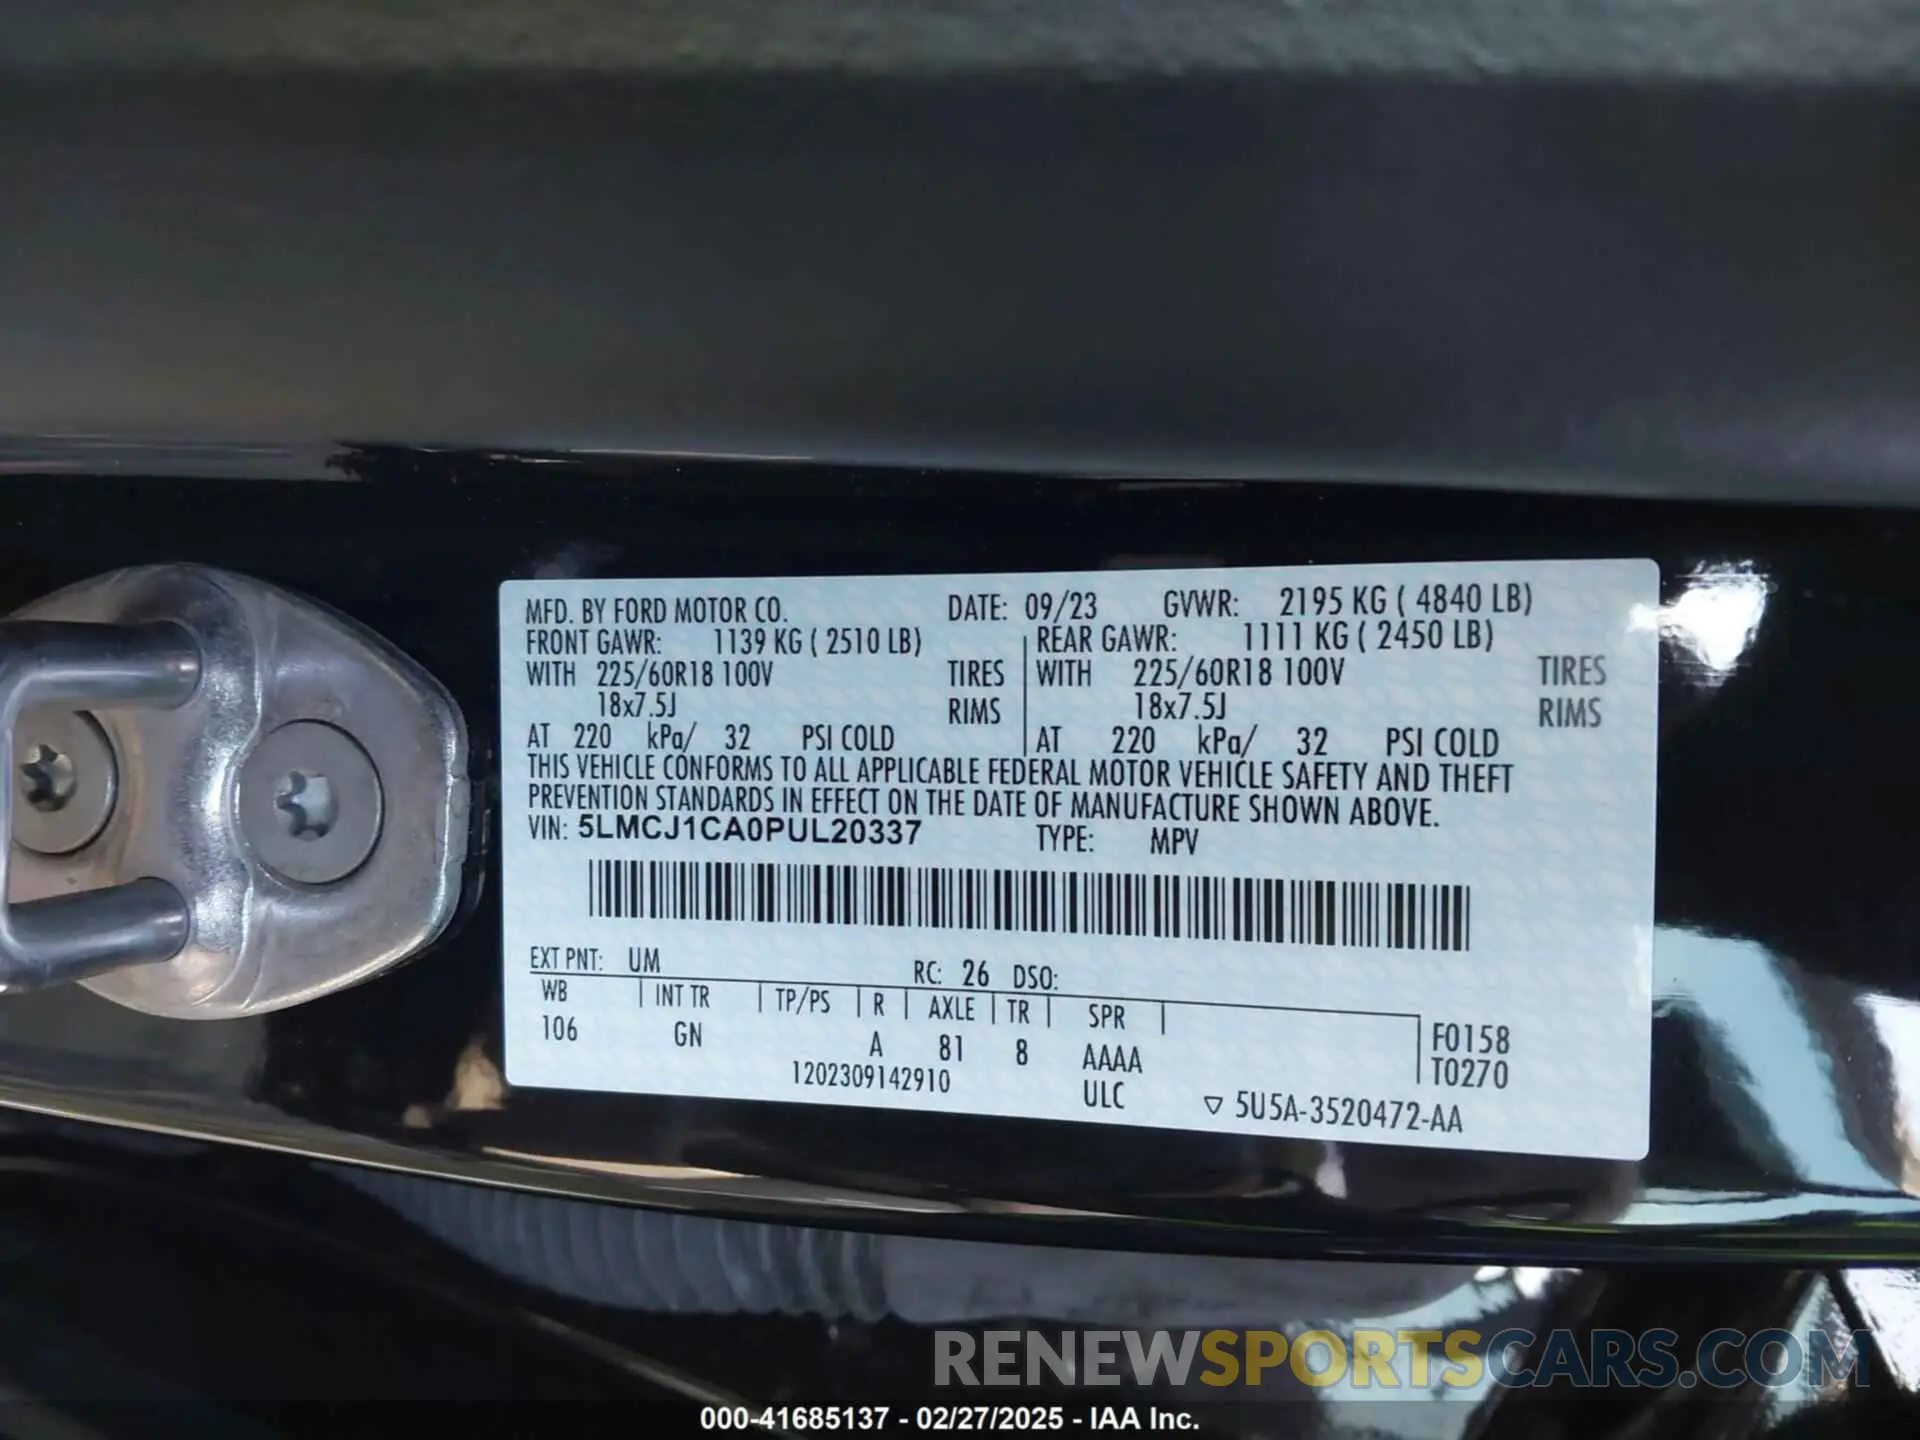 MFD. BY FORD MOTOR CO. DATE: 09/23 GVWR: 2195 KG ( 4840 LB)
FRONT GAWR: 1139 KG ( 2510 LB) REAR GAWR: 1111 KG ( 2450 LB)
WITH 225/60R18 100V TIRES WITH 225/60R18 100V TIRES
18x7.5J RIMS 18x7.5J RIMS
AT 220 kPa/ 32 PSI COLD AT 220 kPa/ 32 PSI COLD
THIS VEHICLE CONFORMS TO ALL APPLICABLE FEDERAL MOTOR VEHICLE SAFETY AND THEFT
PREVENTION STANDARDS IN EFFECT ON THE DATE OF MANUFACTURE SHOWN ABOVE.
VIN: 5LMCJ1CA0PUL20337 TYPE: MPV
EXT PNT: UM RC: 26 DSO:
WB INT TR TP/PS R AXLE TR SPR
106 GN A 81 8 AAAA F0158
1202309142910 ULC T0270
▽ 5U5A-3520472-AA
RENEWSPORTSCARS.COM
000-41685137 - 02/27/2025 - IAA Inc.